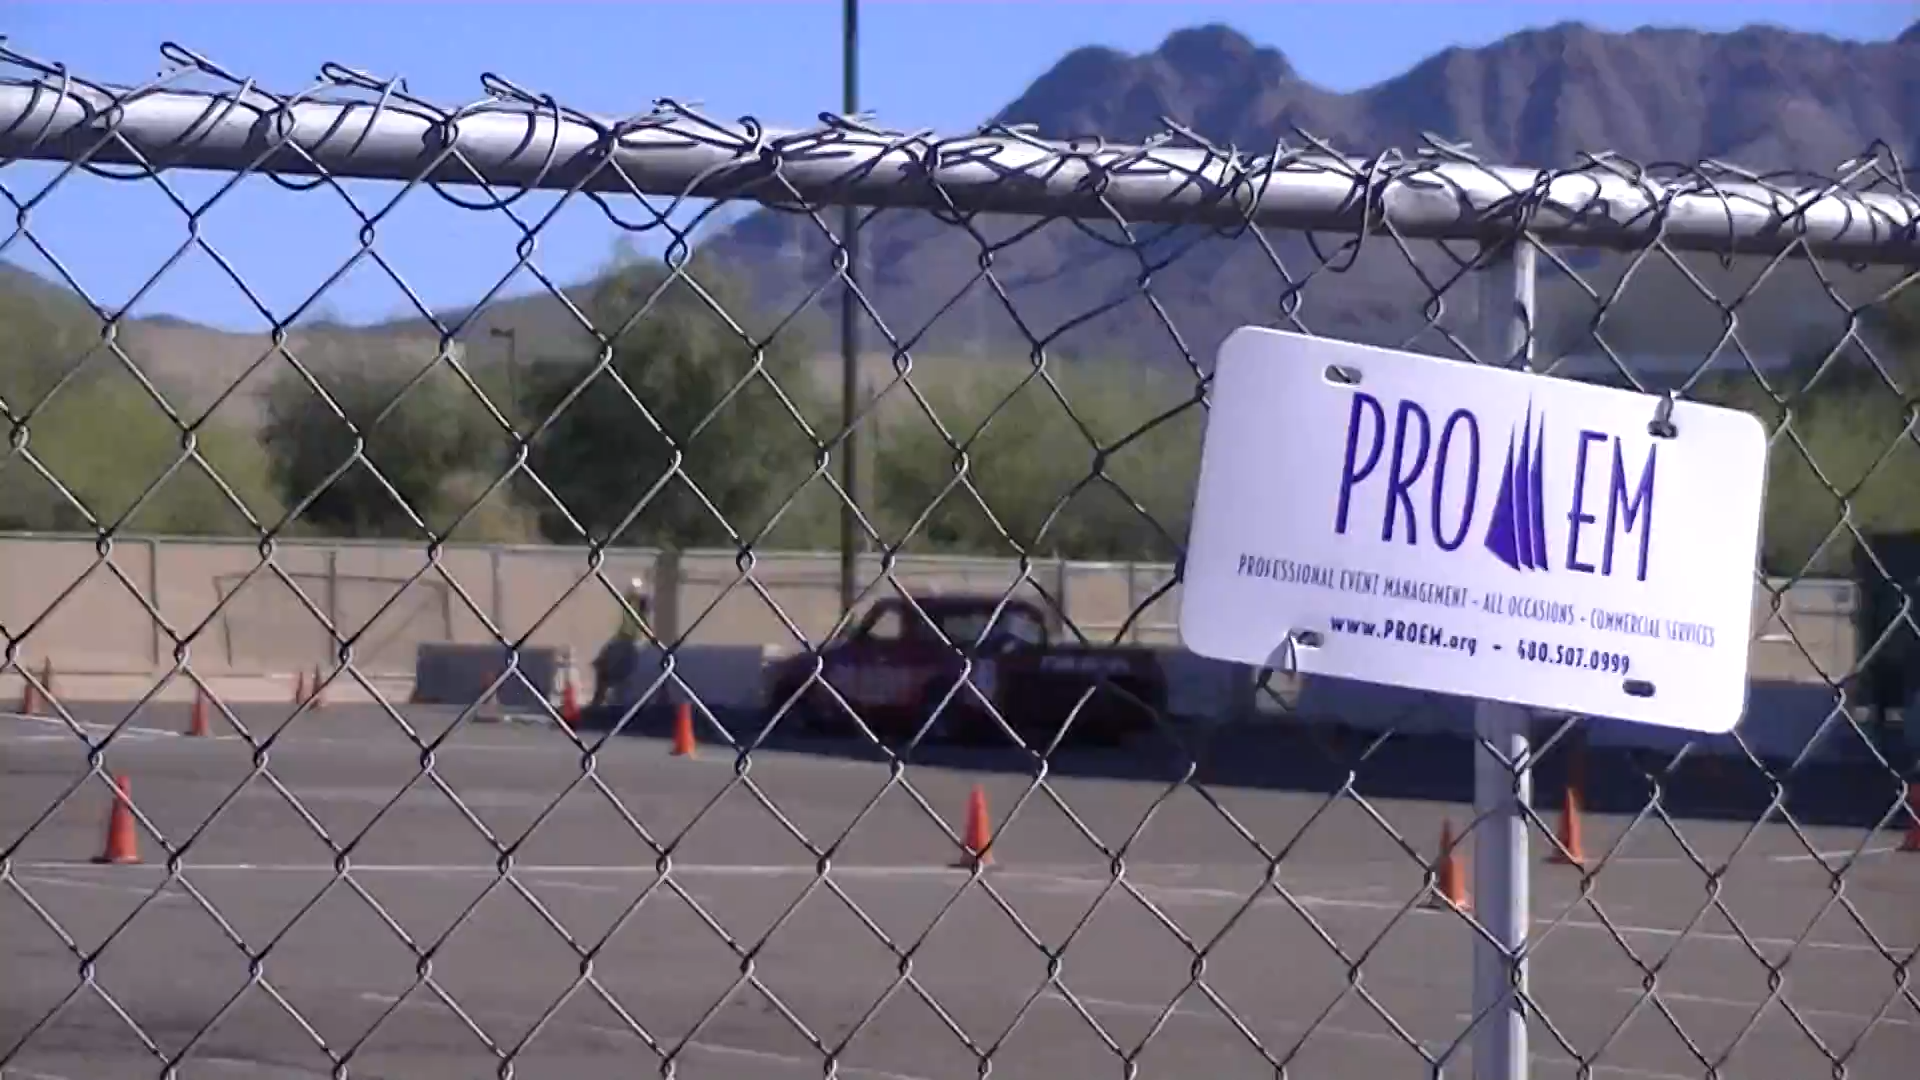 PRO EM
PROFESSIONAL EVENT MANAGEMENT - ALL OCCASIONS - COMMERCIAL SERVICES
www.PROEM.org - 480.507.0999